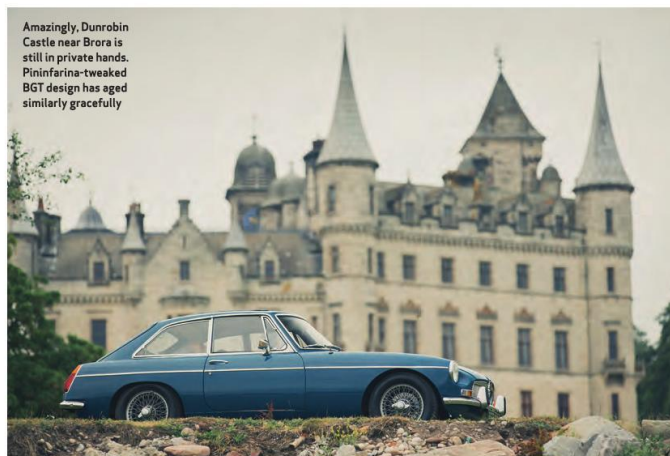 Amazingly, Dunrobin
Castle near Brora is
still in private hands.
Pininfarina-tweaked
BGT design has aged
similarly gracefully